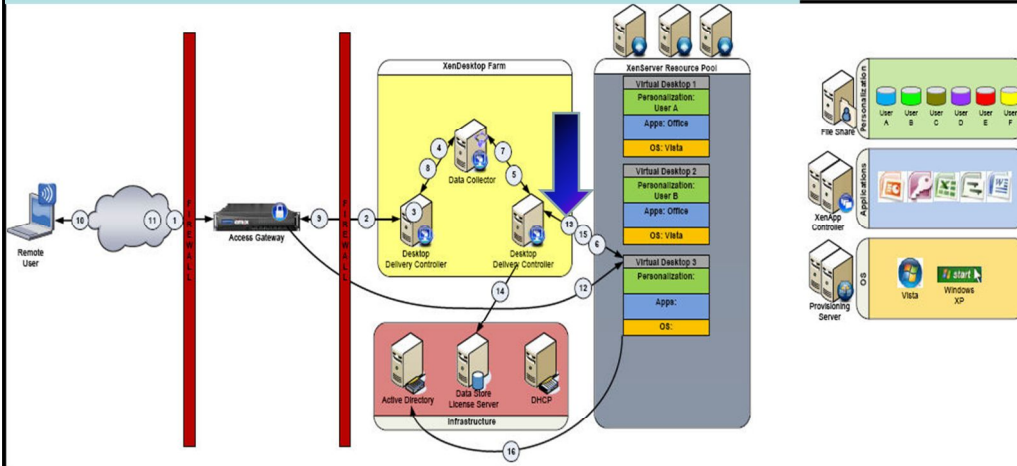 XenDesktop Farm
XenServer Resource Pool
Virtual Desktop 1
Personalization:
User A
Apps: Office
OS: Vista
Virtual Desktop 2
Personalization:
User B
Apps: Office
OS: Vista
Virtual Desktop 3
Personalization:
Apps:
OS:
4
7
8
5
Data Collector
3
Desktop
Delivery Controller
Desktop
Delivery Controller
13
15
6
10
11
1
9
2
12
14
16
Remote
User
FIREWALL
Access Gateway
FIREWALL
Active Directory
Data Store
License Server
DHCP
Infrastructure
File Share
Personalization
User
A
User
B
User
C
User
D
User
E
User
F
XenApp
Controller
Applications
Provisioning
Server
OS
Vista
start
Windows
XP